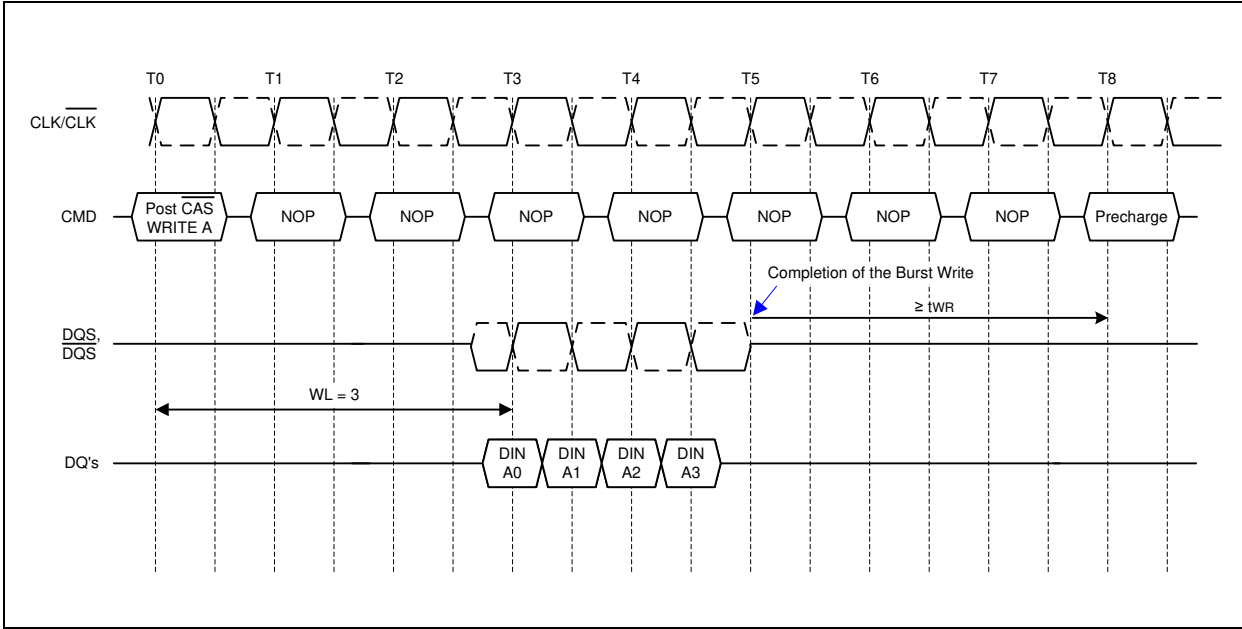 T0 T1 T2 T3 T4 T5 T6 T7 T8
CLK/CLK
CMD
Post CAS
WRITE A
NOP NOP NOP NOP NOP NOP NOP Precharge
Completion of the Burst Write
≥ tWR
DQS,
DQS
WL = 3
DQ's
DIN
A0
DIN
A1
DIN
A2
DIN
A3